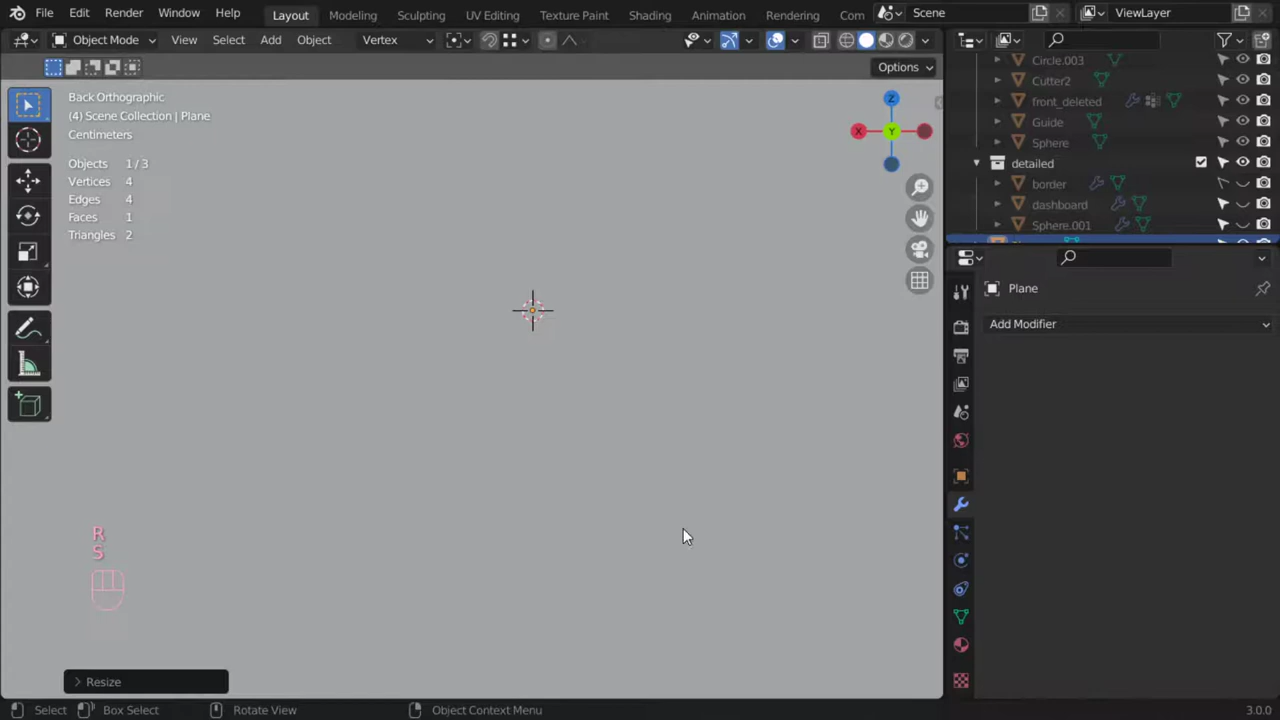 File Edit Render Window Help Layout Modeling Sculpting UV Editing Texture Paint Shading Animation Rendering Com Scene ViewLayer
Object Mode View Select Add Object Vertex
Options
Back Orthographic
(4) Scene Collection | Plane
Centimeters
Objects 1 / 3
Vertices 4
Edges 4
Faces 1
Triangles 2
Z
X
Y
R
S
Resize
Circle.003
Cutter2
front_deleted
Guide
Sphere
detailed
border
dashboard
Sphere.001
Plane
Add Modifier
Select Box Select Rotate View Object Context Menu 3.0.0